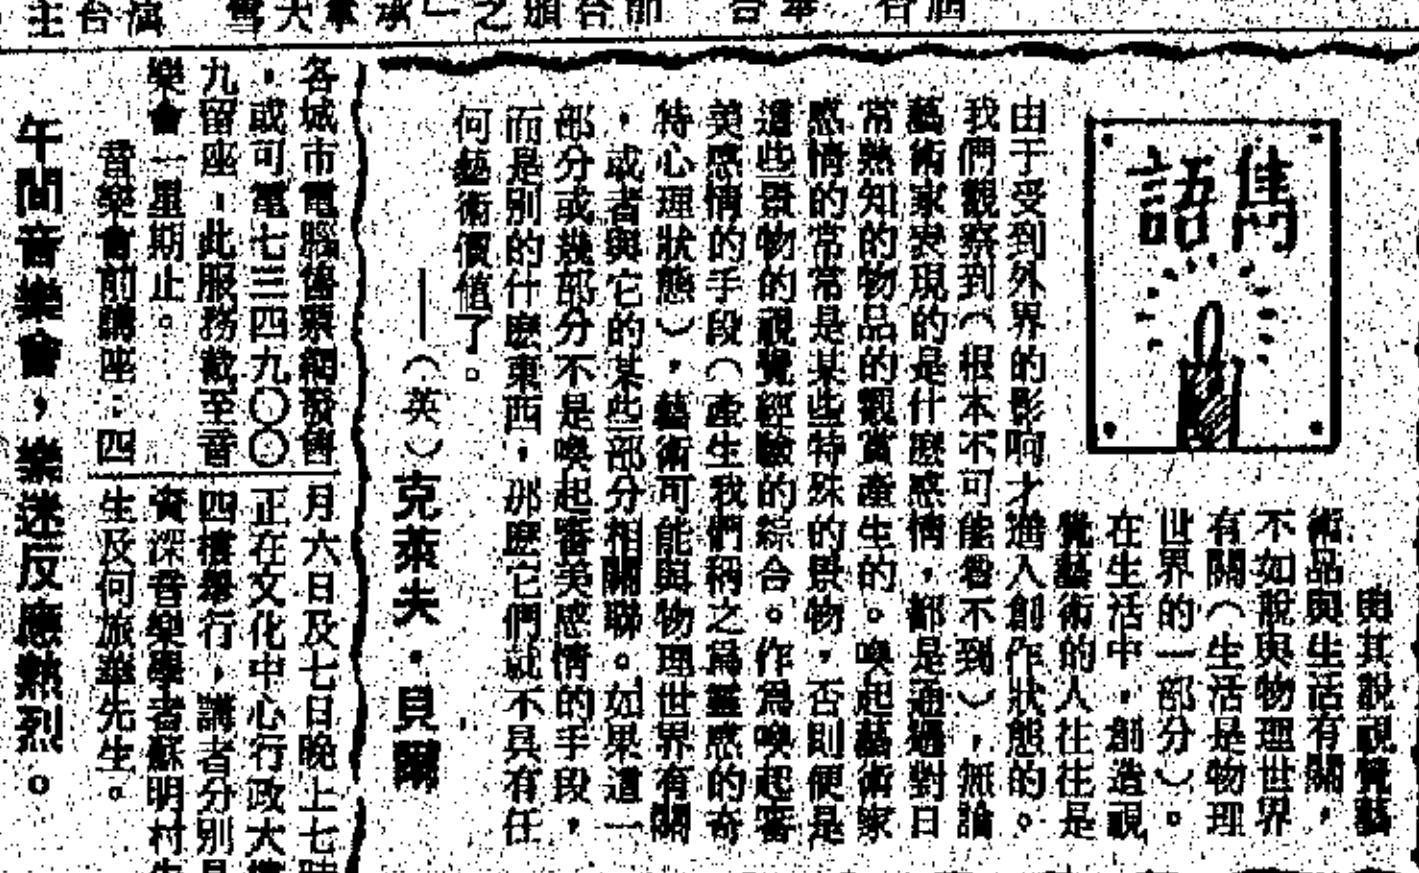 雋語
與其說視覺藝
術品與生活有關，
不如說與物理世界
有關（生活是物理
世界的一部分）。
在生活中，創造視
覺藝術的人往往是
由于受到外界的影响才進入創作狀態的。
我們觀察到（根本不可能看不到），無論
藝術家表現的是什麼感情，都是通過對日
常熟知的物品的觀賞產生的。喚起藝術家
感情的常常是某些特殊的景物，否則便是
這些景物的視覺經驗的綜合。作爲喚起審
美感情的手段（產生我們稱之爲靈感的奇
特心理狀態），藝術可能與物理世界有關
，或者與它的某些部分相關聯。如果這一
部分或幾部分不是喚起審美感情的手段，
而是別的什麽東西，那麽它們就不具有任
何藝術價值了。
——（英）克萊夫·貝爾
各城市電腦售票網發售
，或可電七三四九〇〇
九留座，此服務截至音
樂會一星期止。
音樂會前講座：四
月六日及七日晚上七時
正在文化中心行政大樓
四樓舉行，講者分別是
資深音樂學者蘇明村先
生及何旅華先生。
午間音樂會，樂迷反應熱烈。